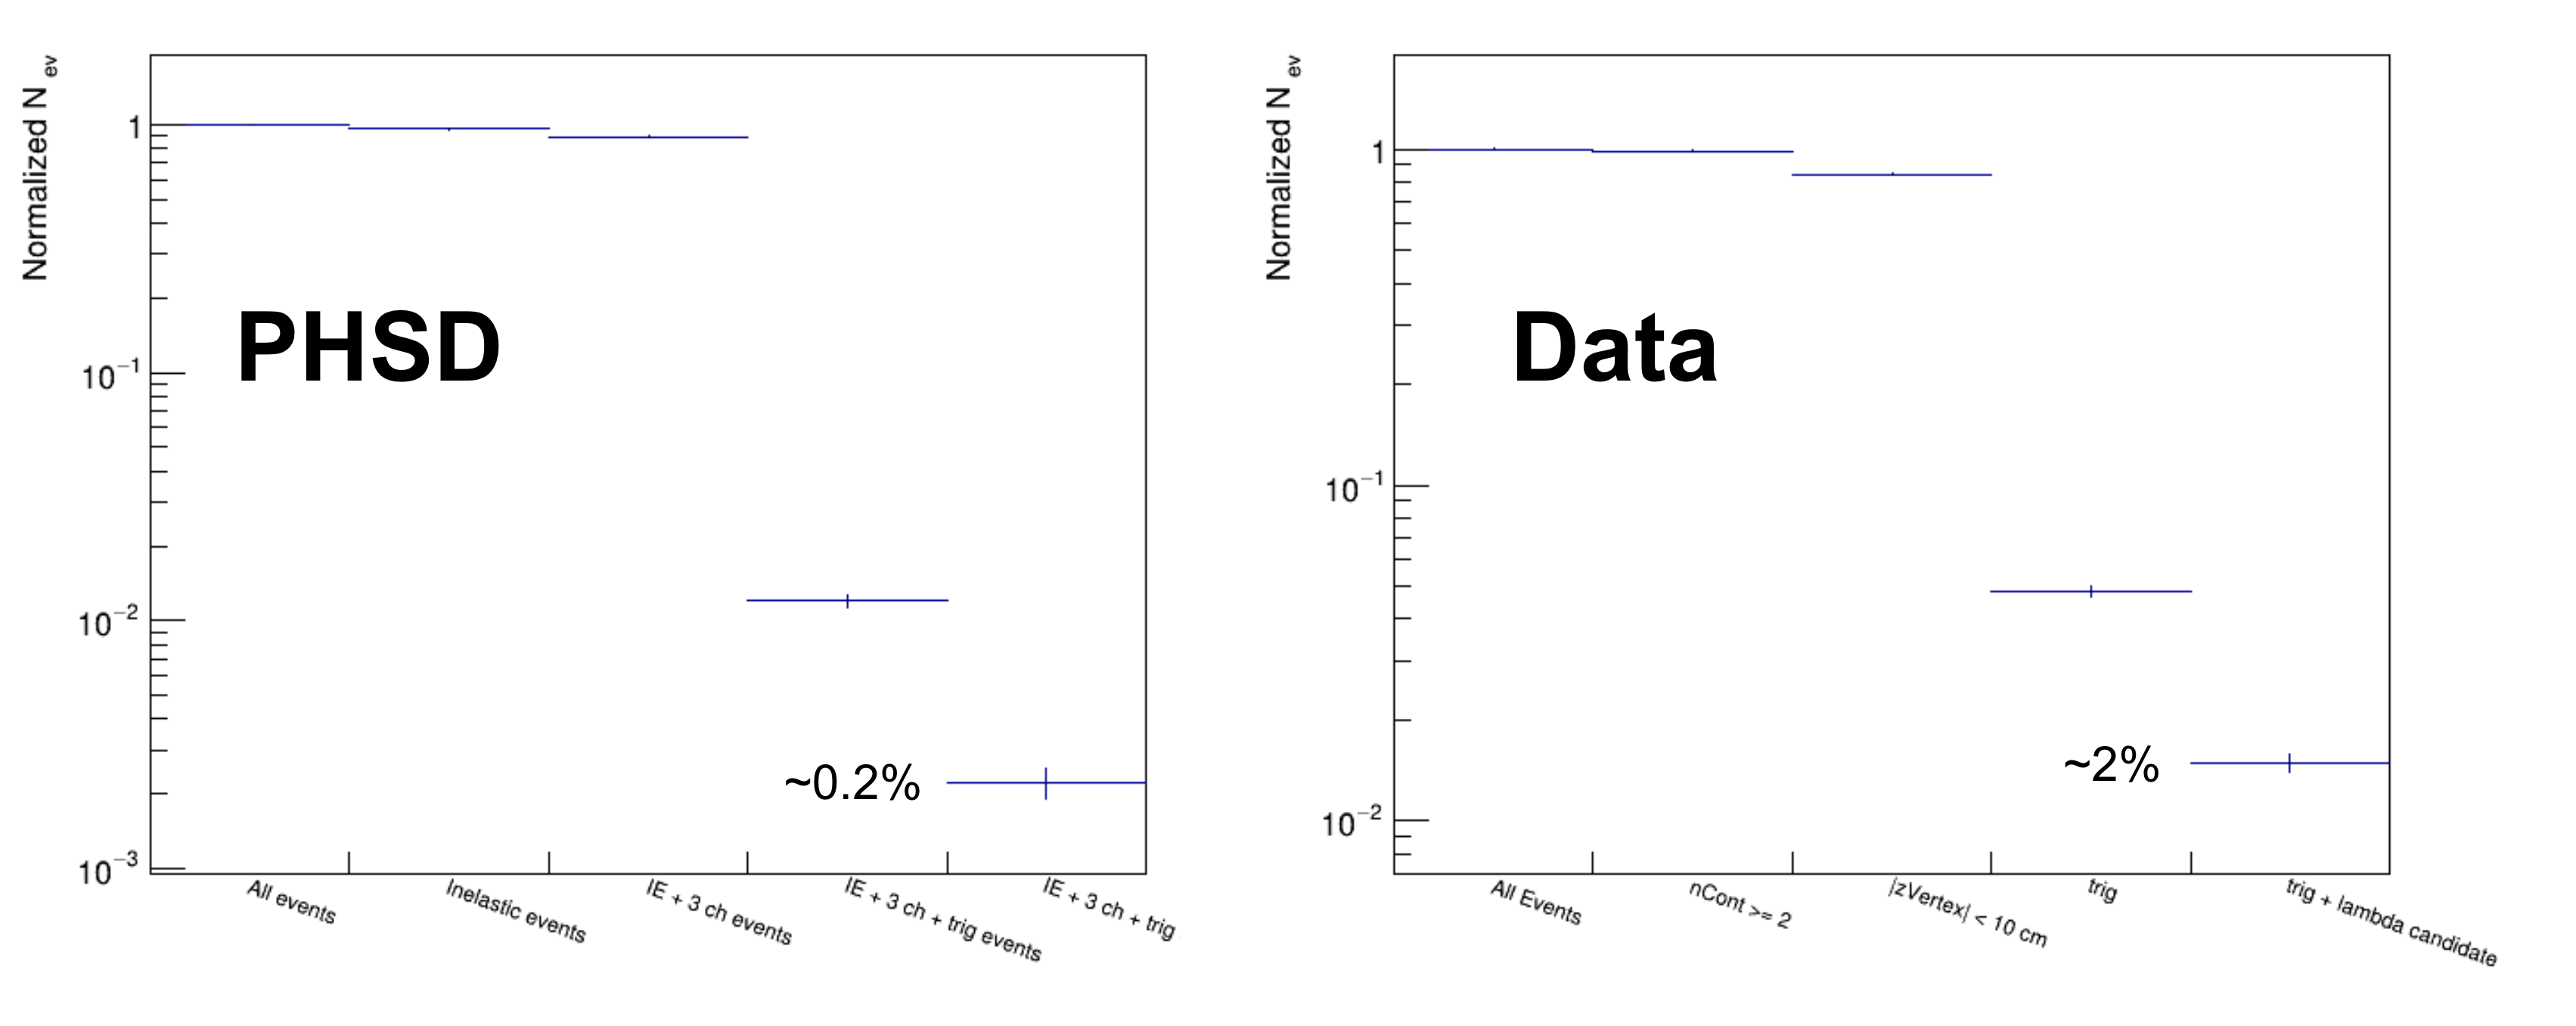 Normalized N ev
1
10−1
10−2
10−3
PHSD
~0.2%
All events
Inelastic events
IE + 3 ch events
IE + 3 ch + trig events
IE + 3 ch + trig
Normalized N ev
1
10−1
10−2
Data
~2%
All Events
nCont >= 2
|zVertex| < 10 cm
trig
trig + lambda candidate